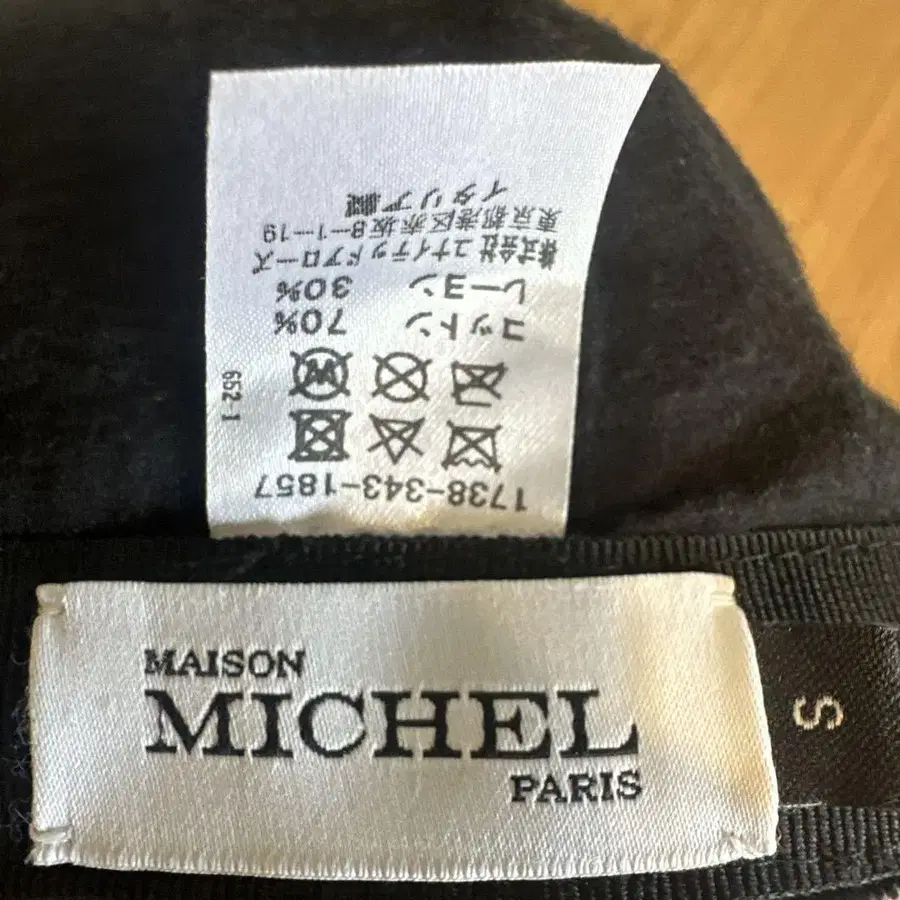 1738-343-1857
コットン 70%
レーヨン 30%
株式会社 ユナイテッドアローズ
東京都港区赤坂8-1-19
イタリア製
652 1
MAISON
MICHEL
PARIS
S